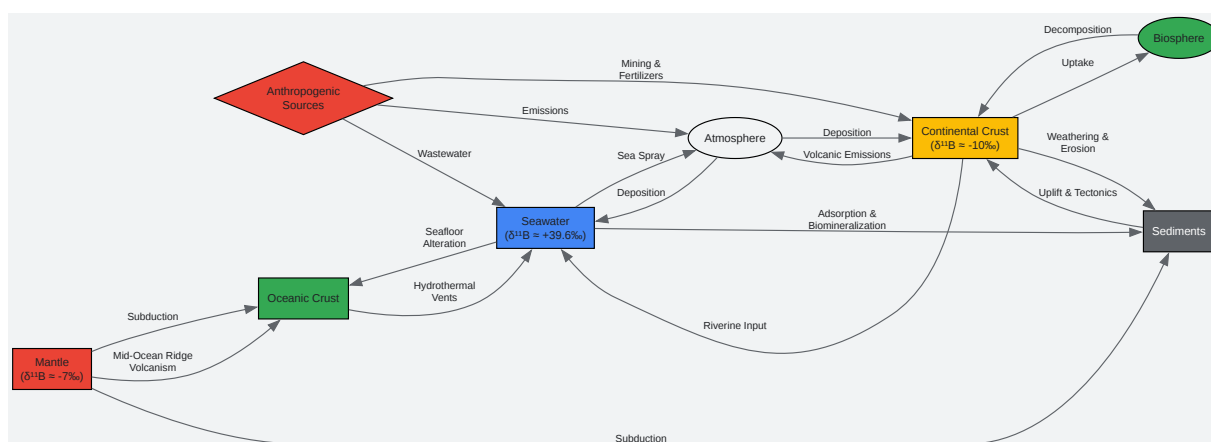 Decomposition
Biosphere
Mining &
Fertilizers
Uptake
Anthropogenic
Sources
Emissions
Atmosphere
Deposition
Continental Crust
(δ¹¹B ≈ -10‰)
Weathering &
Erosion
Wastewater
Sea Spray
Volcanic Emissions
Deposition
Uplift & Tectonics
Seawater
(δ¹¹B ≈ +39.6‰)
Adsorption &
Biomineralization
Sediments
Seafloor
Alteration
Hydrothermal
Vents
Oceanic Crust
Subduction
Riverine Input
Mid-Ocean Ridge
Volcanism
Mantle
(δ¹¹B ≈ -7‰)
Subduction